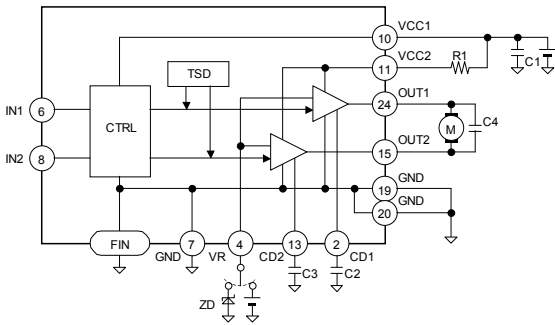 VCC1
10
C1
VCC2
R1
11
TSD
OUT1
24
IN1
6
CTRL
M
C4
IN2
8
OUT2
15
GND
19
GND
20
FIN
GND
7
VR
4
CD2
13
2
CD1
C3
C2
ZD